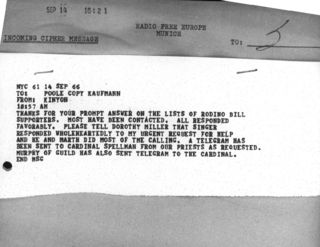 SEP 14 15:21
RADIO FREE EUROPE
MUNICH
INCOMING CIPHER MESSAGE
TO:
NYC 61 14 SEP 66
TO: POOLE COPY KAUFMANN
FROM: KINYON
10:57 AM
THANKS FOR YOUR PROMPT ANSWER ON THE LISTS OF RODINO BILL
SUPPORTERS. MOST HAVE BEEN CONTACTED. ALL RESPONDED
FAVORABLY. PLEASE TELL DOROTHY MILLER THAT SINGER
RESPONDED WHOLEHEARTEDLY TO MY URGENT REQUEST FOR HELP
AND HE AND MARTH DID MOST OF THE CALLING. A TELEGRAM HAS
BEEN SENT TO CARDINAL SPELLMAN FROM OUR PRIESTS AS REQUESTED.
MURPHY OF GUILD HAS ALSO SENT TELEGRAM TO THE CARDINAL.
END MSG